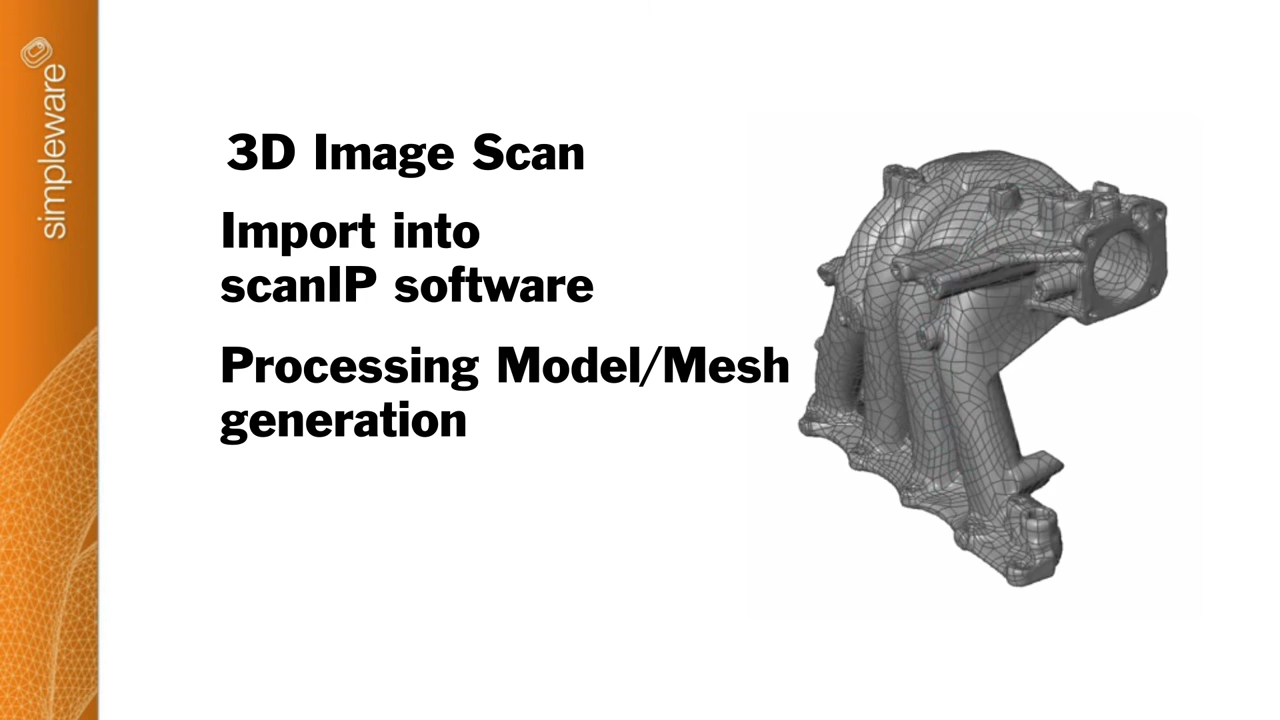 simpleware
3D Image Scan
Import into
scanIP software
Processing Model/Mesh
generation